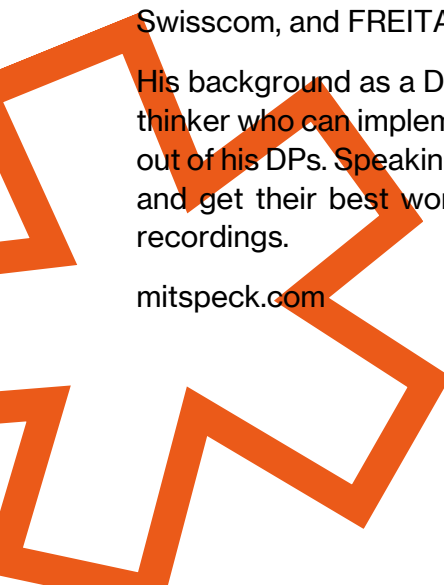 Swisscom, and FREITA
His background as a D
thinker who can implem
out of his DPs. Speakin
and get their best wor
recordings.
mitspeck.com